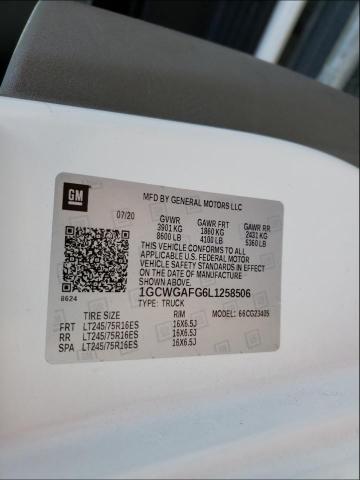 GM
MFD BY GENERAL MOTORS LLC
07/20
GVWR GAWR FRT GAWR RR
3901 KG 1860 KG 2431 KG
8600 LB 4100 LB 5360 LB
THIS VEHICLE CONFORMS TO ALL
APPLICABLE U.S. FEDERAL MOTOR
VEHICLE SAFETY STANDARDS IN EFFECT
ON THE DATE OF MANUFACTURE
SHOWN ABOVE.
1GCWGAFG6L1258506
8624
TYPE: TRUCK
MODEL: 66CG23405
TIRE SIZE RIM
FRT LT245/75R16ES 16X6.5J
RR LT245/75R16ES 16X6.5J
SPA LT245/75R16ES 16X6.5J